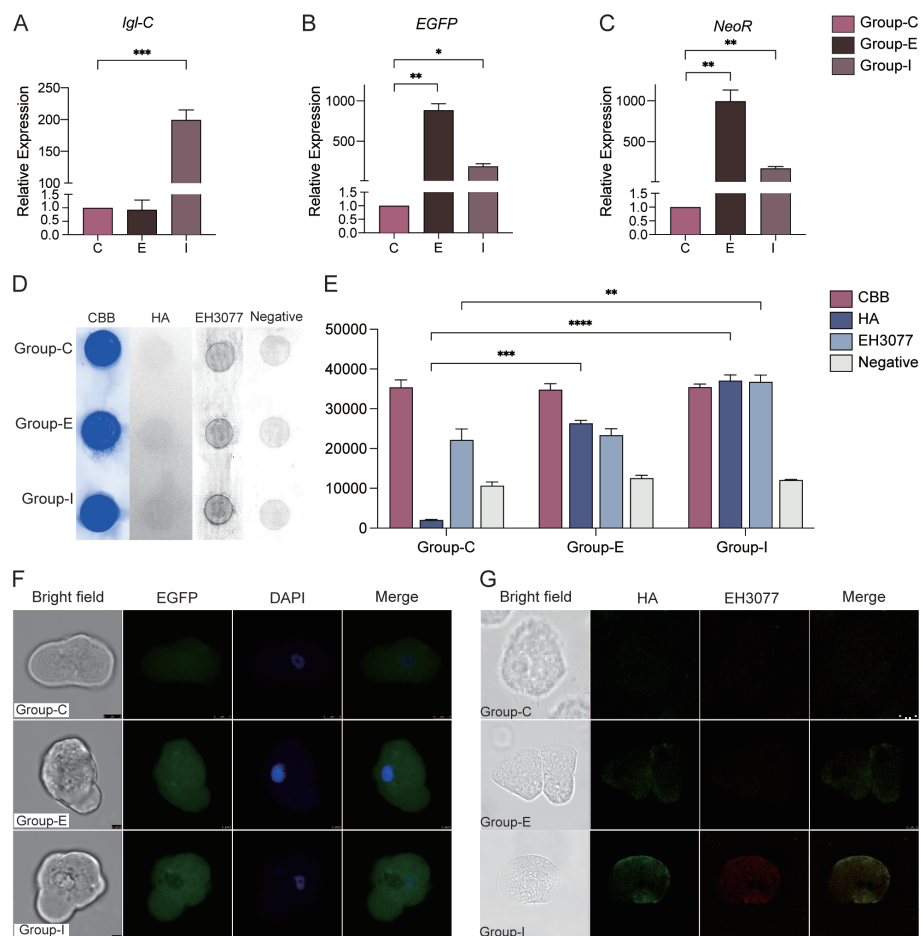 A
Igl-C
***
Relative Expression
250
200
150
100
1.5
1.0
0.5
0.0
C E I
B
EGFP
*
**
Relative Expression
1000
500
1.5
1.0
0.5
0.0
C E I
C
NeoR
**
**
Relative Expression
1000
500
1.5
1.0
0.5
0.0
C E I
Group-C
Group-E
Group-I
D
CBB HA EH3077 Negative
Group-C
Group-E
Group-I
E
**
****
***
50000
40000
30000
20000
10000
0
Group-C Group-E Group-I
CBB
HA
EH3077
Negative
F
Bright field EGFP DAPI Merge
Group-C
Group-E
Group-I
G
Bright field HA EH3077 Merge
Group-C
Group-E
Group-I